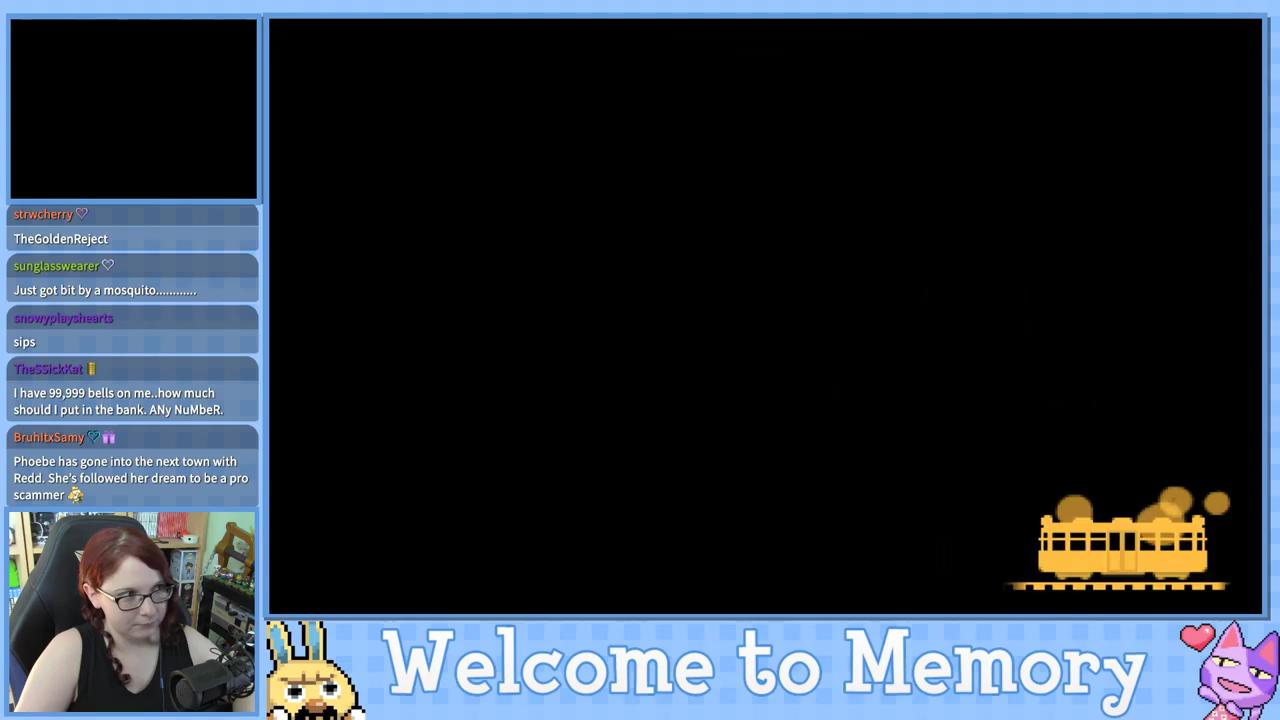 strwcherry
TheGoldenReject
sunglasswearer
Just got bit by a mosquito............
snowyplayshearts
sips
TheSSickKat
I have 99,999 bells on me..how much
should I put in the bank. ANy NuMbeR.
BruhItxSamy
Phoebe has gone into the next town with
Redd. She's followed her dream to be a pro
scammer
Welcome to Memory